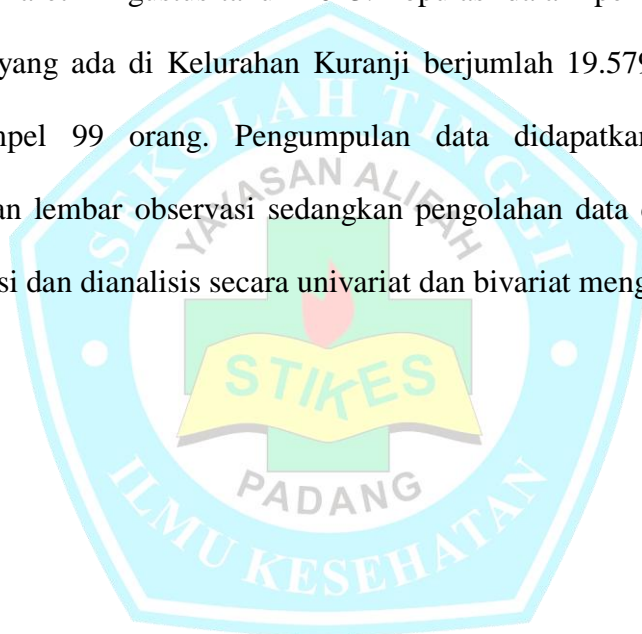 yang ada di Kelurahan Kuranji berjumlah 19.579
pel 99 orang. Pengumpulan data didapatkan
an lembar observasi sedangkan pengolahan data
si dan dianalisis secara univariat dan bivariat meng
SEKOLAH TINGGI
YAYASAN ALIFAH
STIKES
PADANG
ILMU KESEHATAN